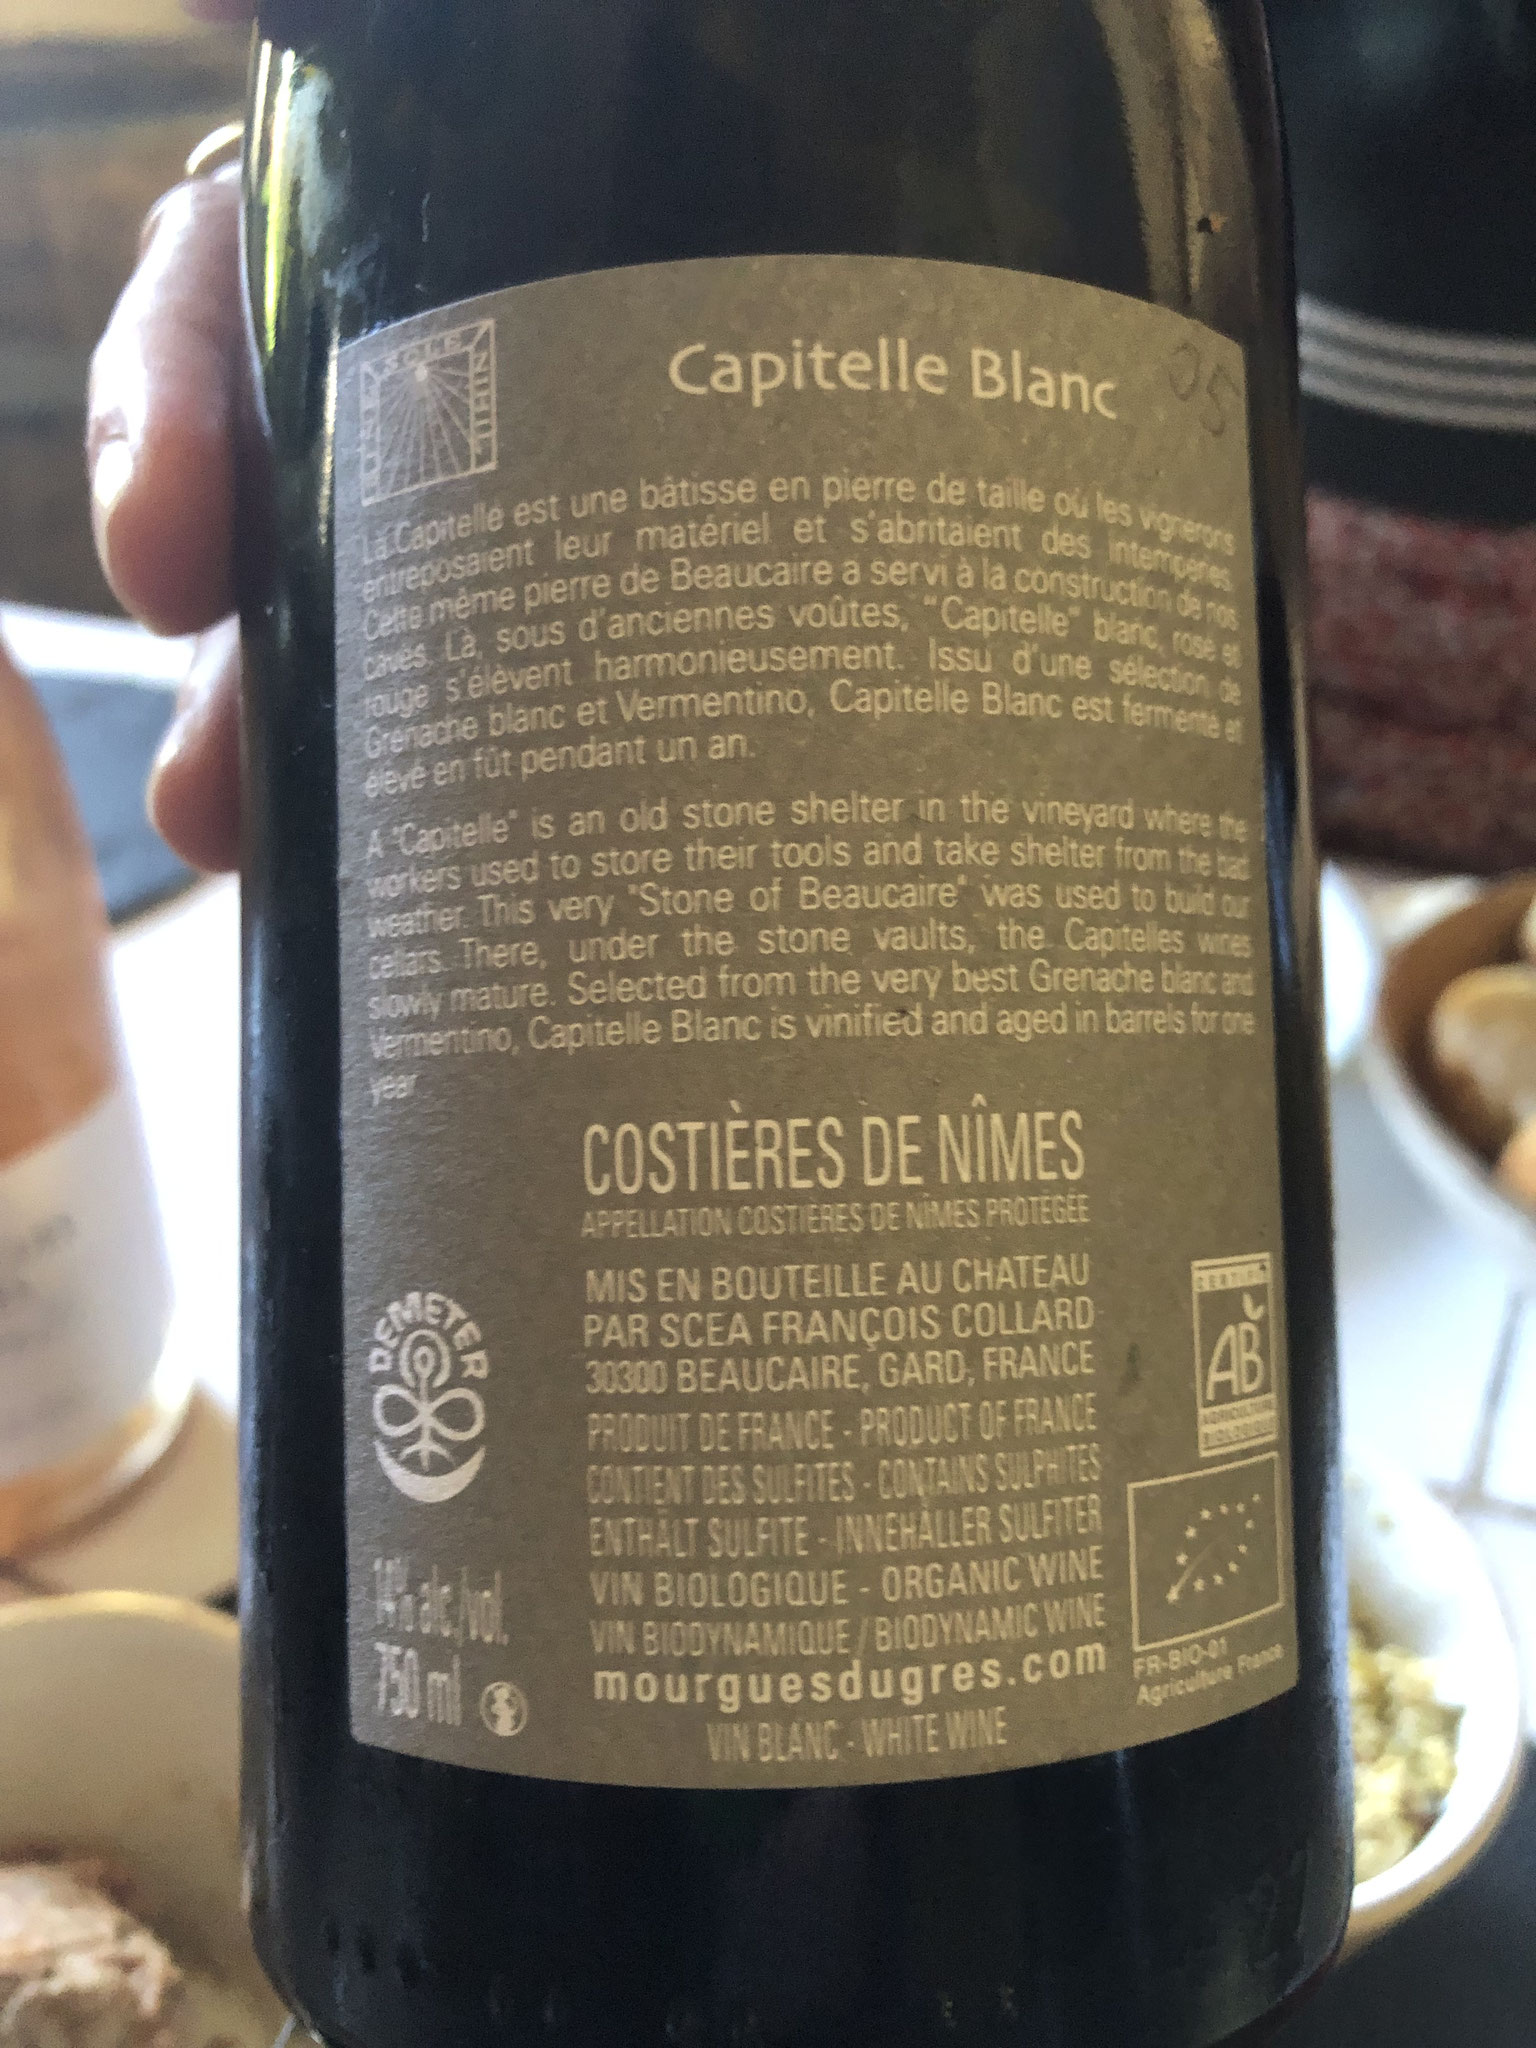 SINE SOLE NIHIL
Capitelle Blanc
05
La Capitelle est une bâtisse en pierre de taille où les vignerons
entreposaient leur matériel et s'abritaient des intemperies.
Cette même pierre de Beaucaire a servi à la construction de nos
caves. Là, sous d'anciennes voûtes, "Capitelle" blanc, rosé et
rouge s'élèvent harmonieusement. Issu d'une sélection de
Grenache blanc et Vermentino, Capitelle Blanc est fermenté et
élevé en fût pendant un an.
A "Capitelle" is an old stone shelter in the vineyard where the
workers used to store their tools and take shelter from the bad
weather. This very "Stone of Beaucaire" was used to build our
cellars. There, under the stone vaults, the Capitelles wines
slowly mature. Selected from the very best Grenache blanc and
Vermentino, Capitelle Blanc is vinified and aged in barrels for one
year
COSTIÈRES DE NÎMES
APPELLATION COSTIÈRES DE NÎMES PROTÉGÉE
MIS EN BOUTEILLE AU CHATEAU
PAR SCEA FRANÇOIS COLLARD
30300 BEAUCAIRE, GARD, FRANCE
PRODUIT DE FRANCE - PRODUCT OF FRANCE
CONTIENT DES SULFITES - CONTAINS SULPHITES
ENTHÄLT SULFITE - INNEHÅLLER SULFITER
VIN BIOLOGIQUE - ORGANIC WINE
VIN BIODYNAMIQUE / BIODYNAMIC WINE
mourguesdugres.com
VIN BLANC - WHITE WINE
DEMETER
14% alc./vol.
750 ml
CERTIFIÉ
AB
AGRICULTURE
BIOLOGIQUE
FR-BIO-01
Agriculture France